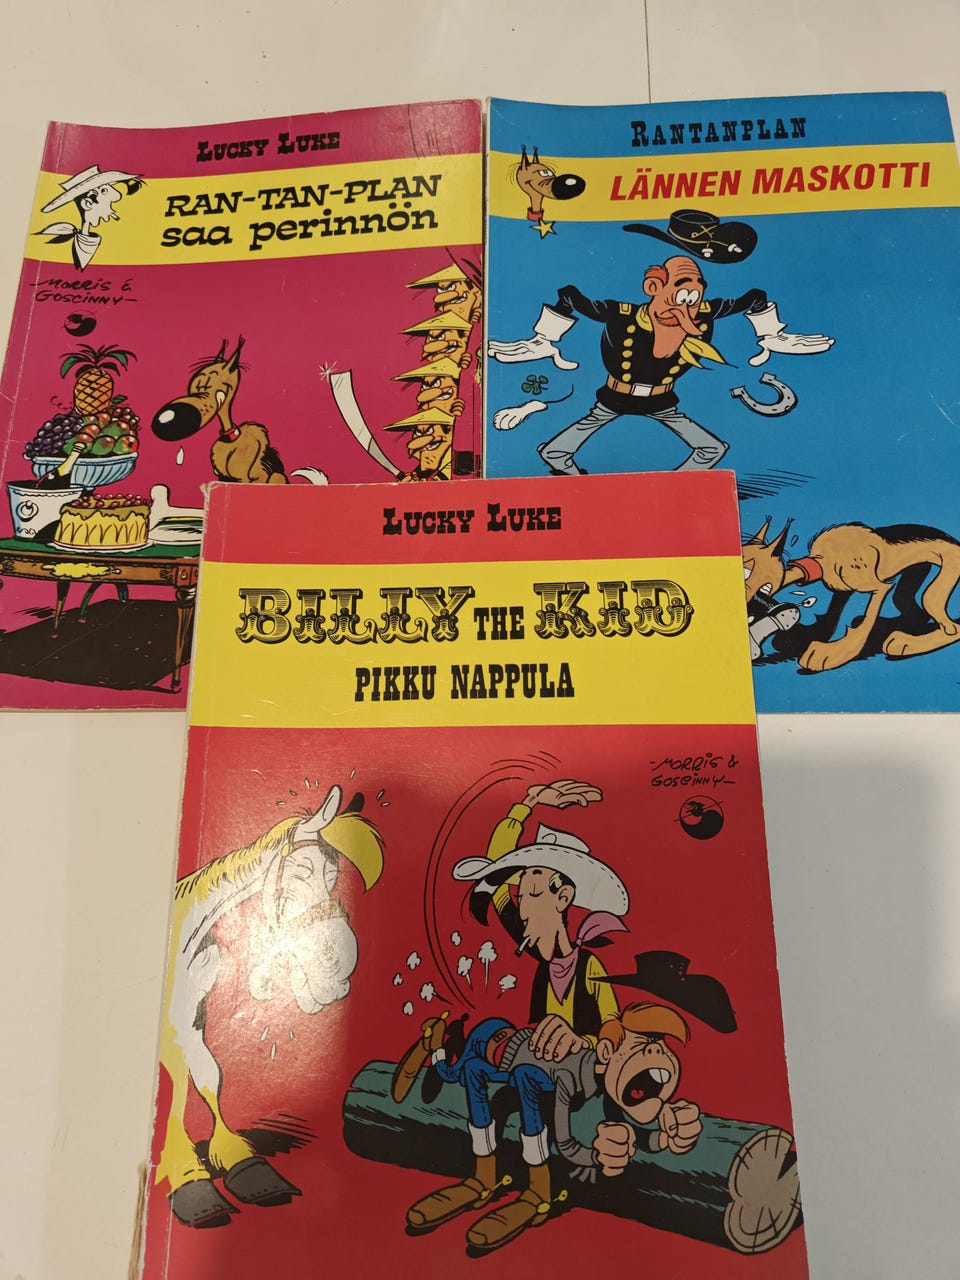 LUCKY LUKE
RAN-TAN-PLAN
saa perinnön
MORRIS &
GOSCINNY
RANTANPLAN
LÄNNEN MASKOTTI
LUCKY LUKE
BILLY THE KID
PIKKU NAPPULA
MORRIS &
GOSCINNY